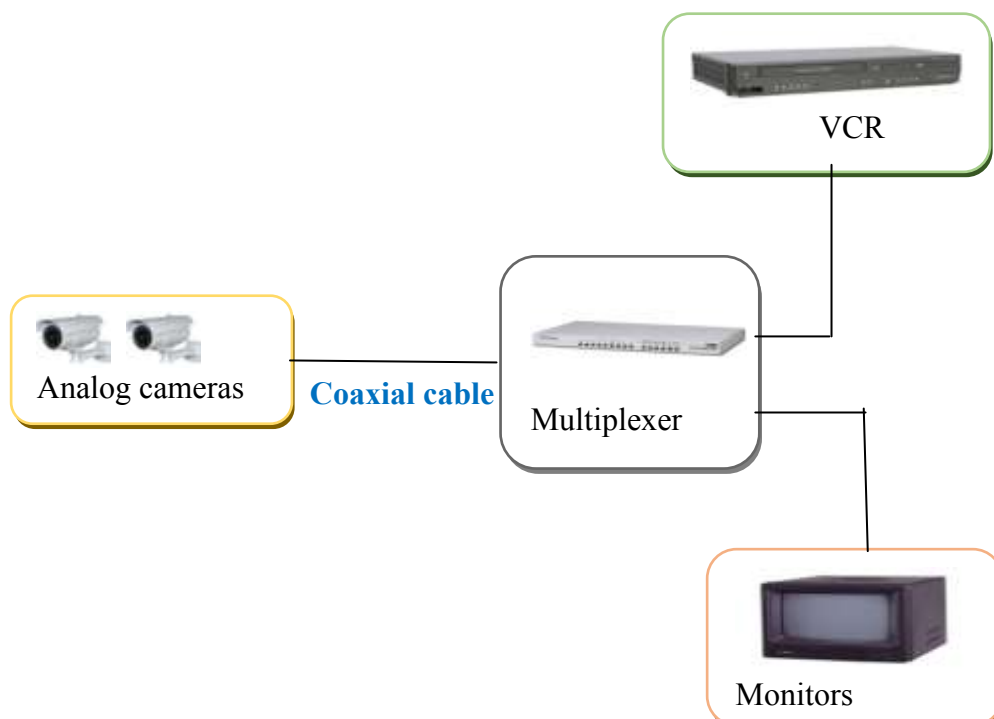 VCR
Analog cameras
Coaxial cable
Multiplexer
Monitors